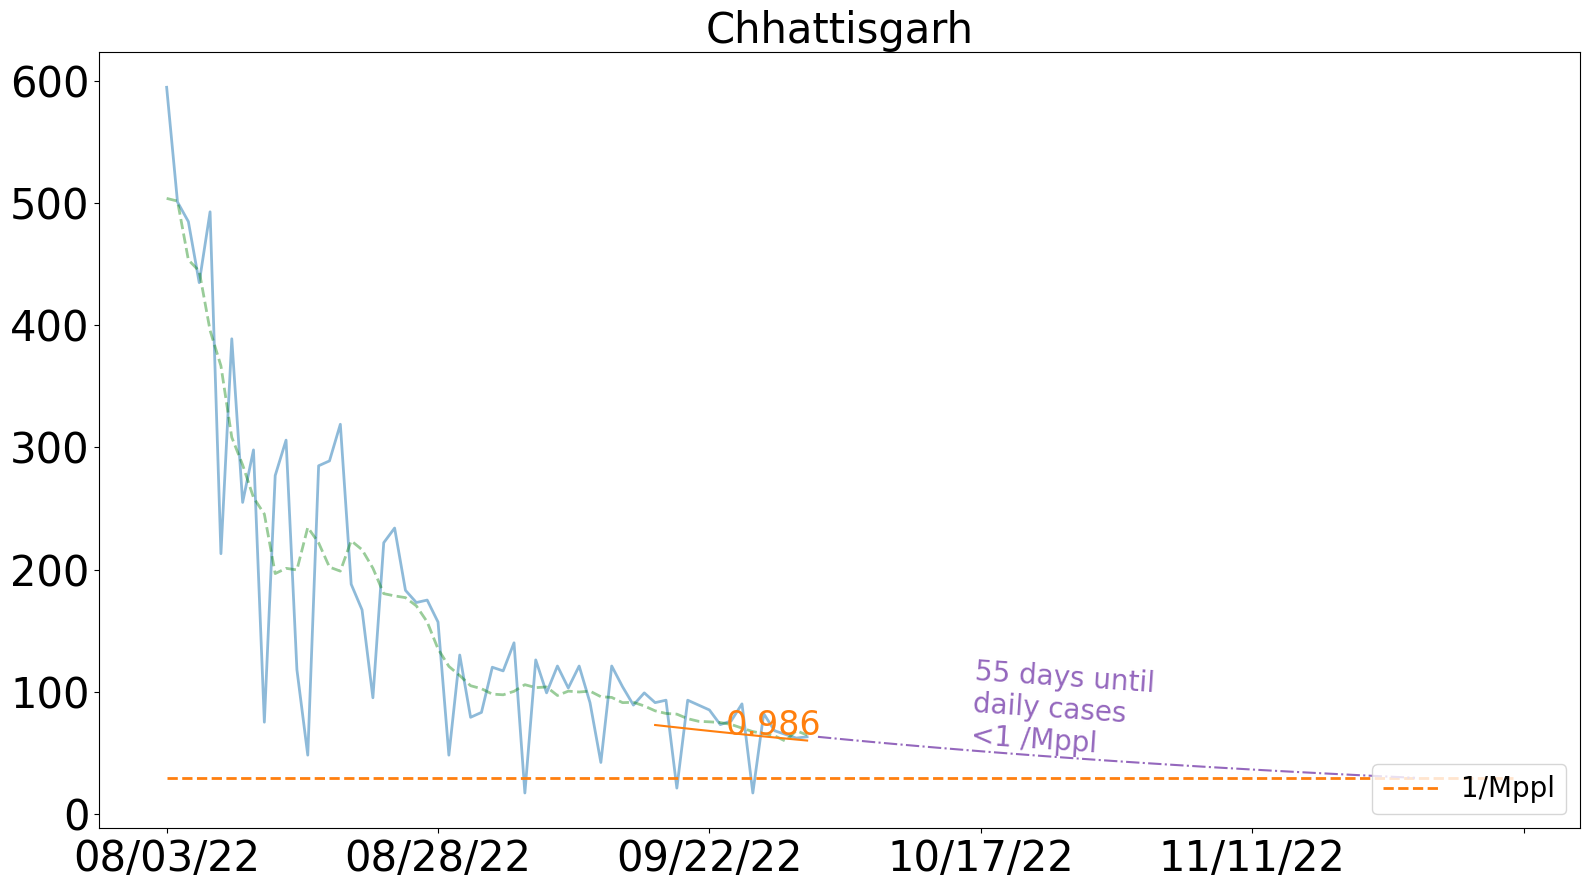 Chhattisgarh
600
500
400
300
200
100
0
0.986
55 days until
daily cases
<1 /Mppl
1/Mppl
08/03/22
08/28/22
09/22/22
10/17/22
11/11/22